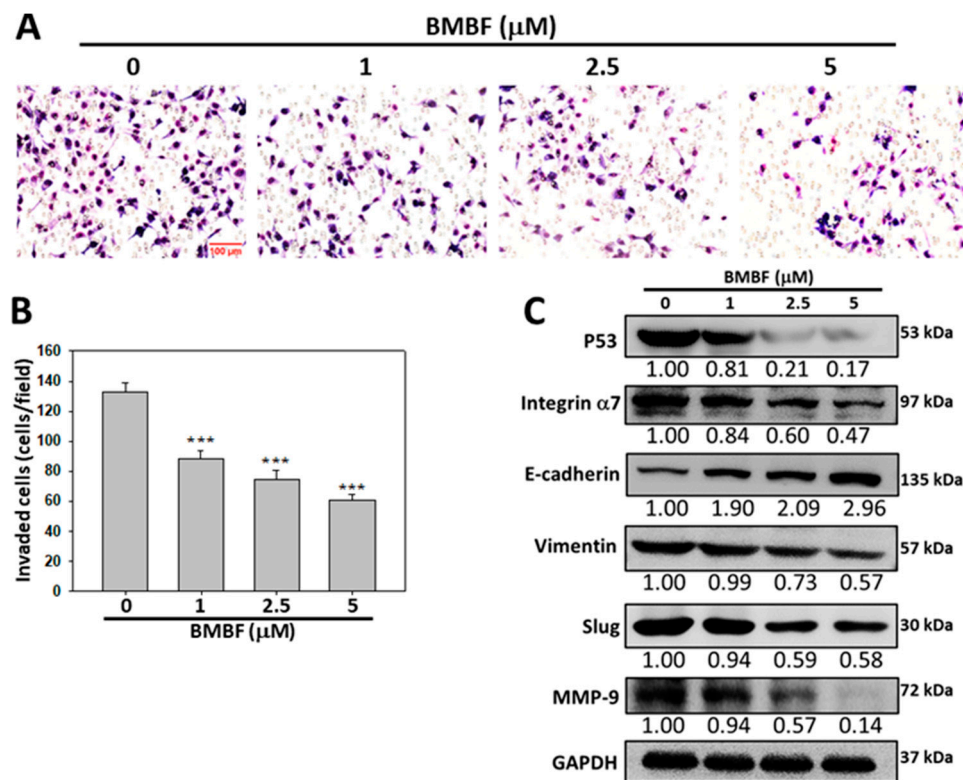 A
BMBF (μM)
0 1 2.5 5
100 μm
B
160
140
120
100
80
60
40
20
0
Invaded cells (cells/field)
***
***
***
0 1 2.5 5
BMBF (μM)
C
BMBF (μM)
0 1 2.5 5
P53 53 kDa
1.00 0.81 0.21 0.17
Integrin α7 97 kDa
1.00 0.84 0.60 0.47
E-cadherin 135 kDa
1.00 1.90 2.09 2.96
Vimentin 57 kDa
1.00 0.99 0.73 0.57
Slug 30 kDa
1.00 0.94 0.59 0.58
MMP-9 72 kDa
1.00 0.94 0.57 0.14
GAPDH 37 kDa